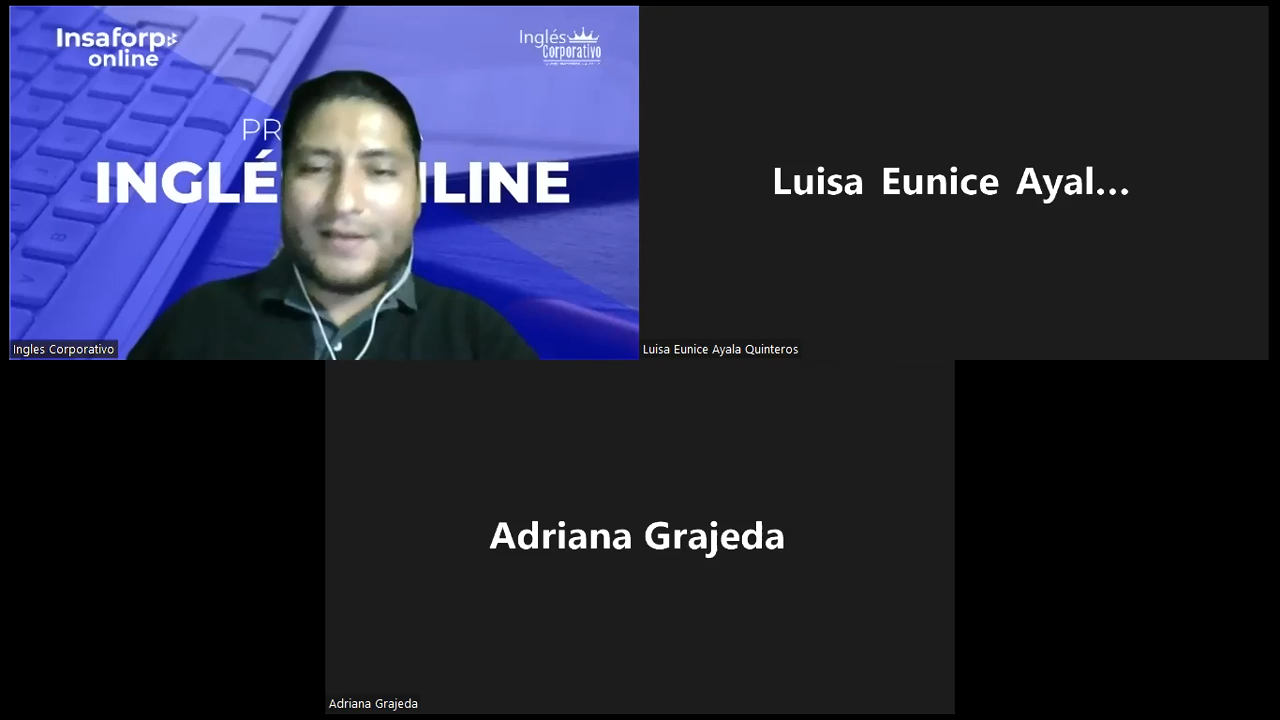 Insaforp
online
Inglés
Corporativo
PR
INGLÉ
LINE
Ingles Corporativo
Luisa Eunice Ayal...
Luisa Eunice Ayala Quinteros
Adriana Grajeda
Adriana Grajeda